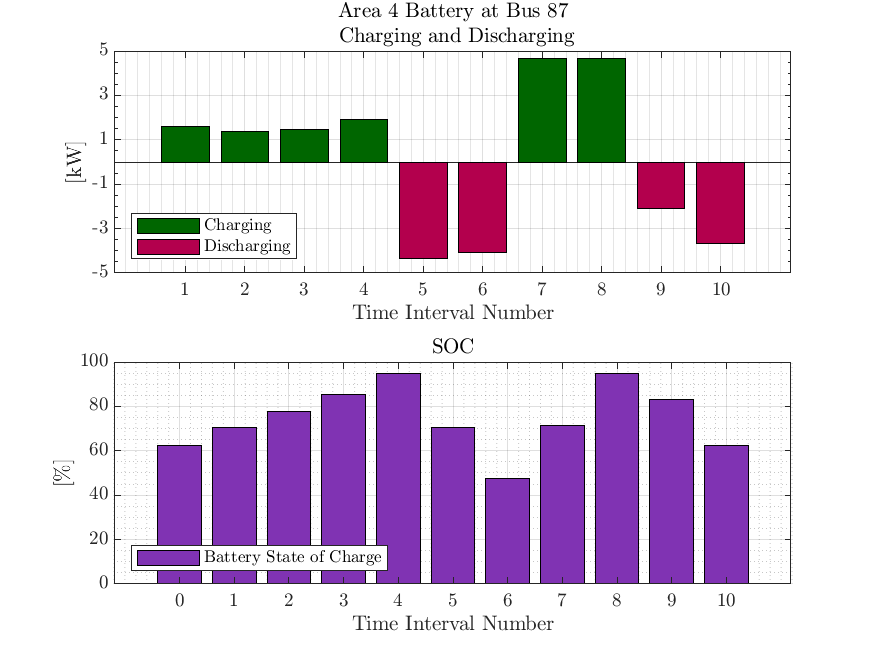 Area 4 Battery at Bus 87
Charging and Discharging
5
3
1
-1
-3
-5
[kW]
Charging
Discharging
1 2 3 4 5 6 7 8 9 10
Time Interval Number
SOC
100
80
60
40
20
0
[%]
Battery State of Charge
0 1 2 3 4 5 6 7 8 9 10
Time Interval Number